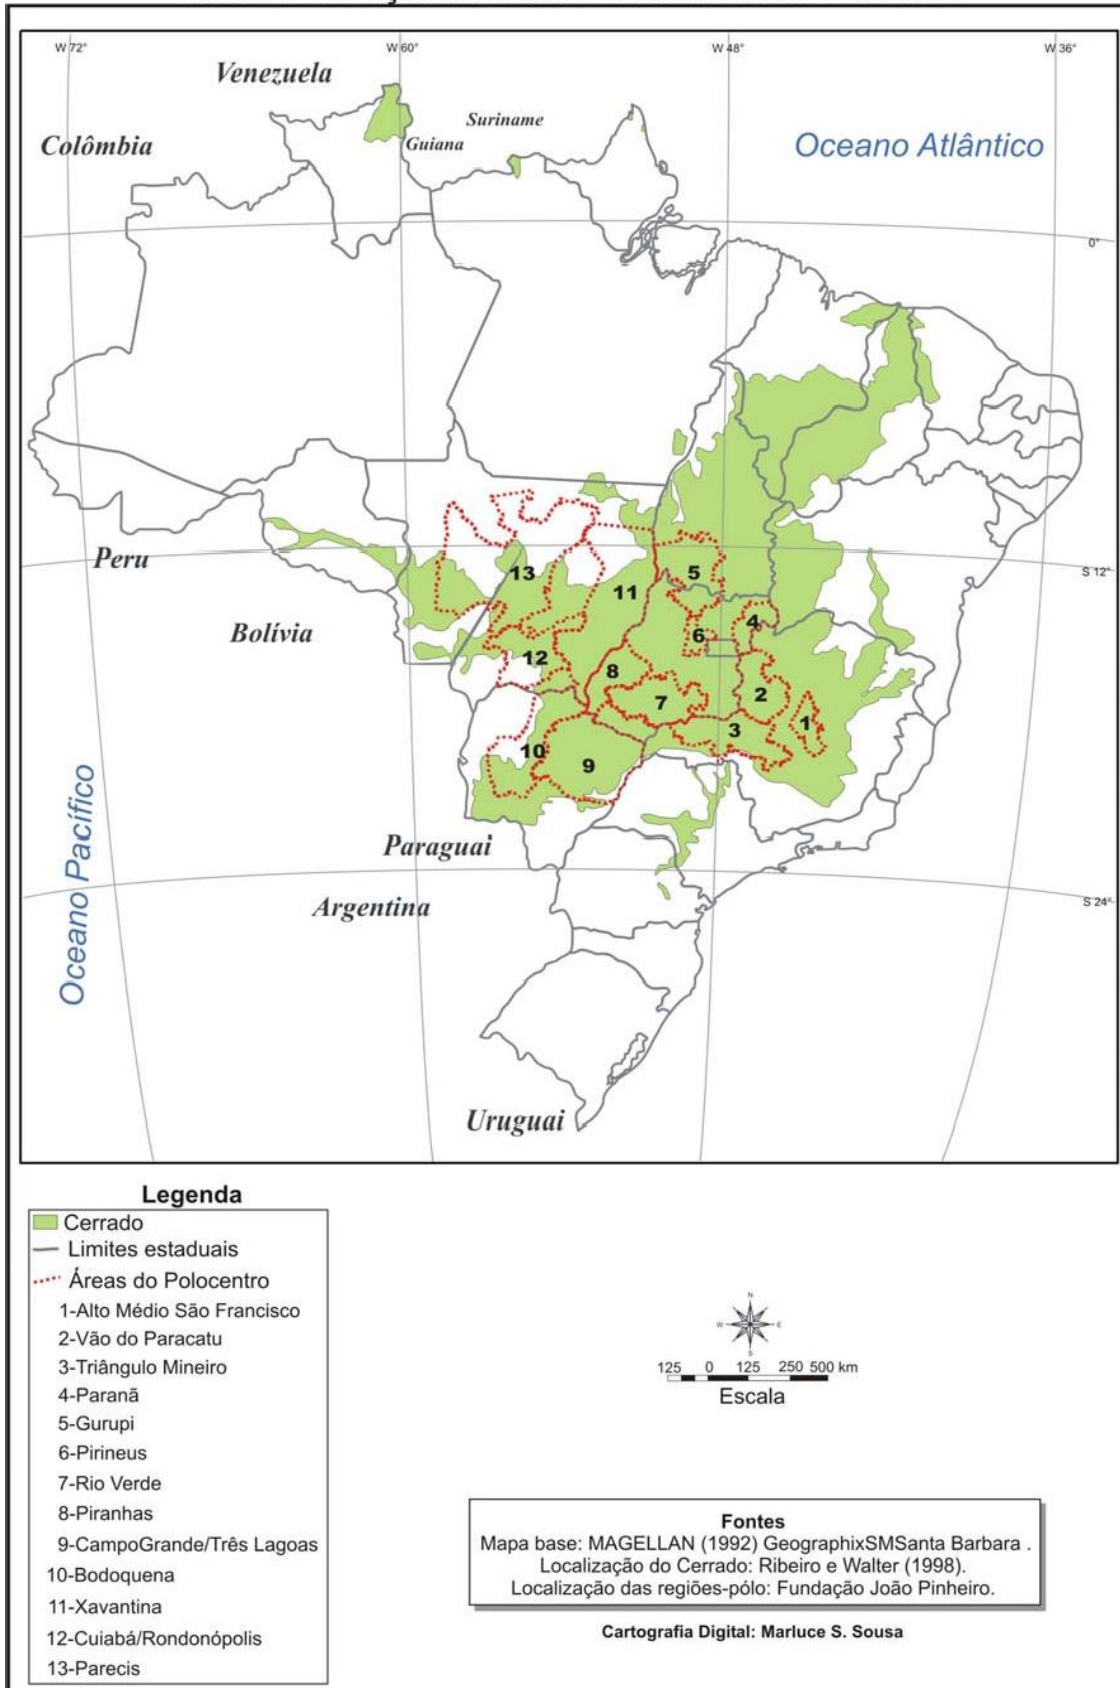 W 72°
W 60°
W 48°
W 36°
Venezuela
Suriname
Colômbia
Guiana
Oceano Atlântico
0°
Peru
13
11
5
S 12°
Bolívia
4
6
12
8
2
7
1
3
10
9
Oceano Pacífico
Paraguai
Argentina
S 24°
Uruguai
Legenda
Cerrado
Limites estaduais
Áreas do Polocentro
1-Alto Médio São Francisco
2-Vão do Paracatu
3-Triângulo Mineiro
4-Paranã
5-Gurupi
6-Pirineus
7-Rio Verde
8-Piranhas
9-CampoGrande/Três Lagoas
10-Bodoquena
11-Xavantina
12-Cuiabá/Rondonópolis
13-Parecis
N
W E
S
125 0 125 250 500 km
Escala
Fontes
Mapa base: MAGELLAN (1992) GeographixSMSanta Barbara .
Localização do Cerrado: Ribeiro e Walter (1998).
Localização das regiões-pólo: Fundação João Pinheiro.
Cartografia Digital: Marluce S. Sousa